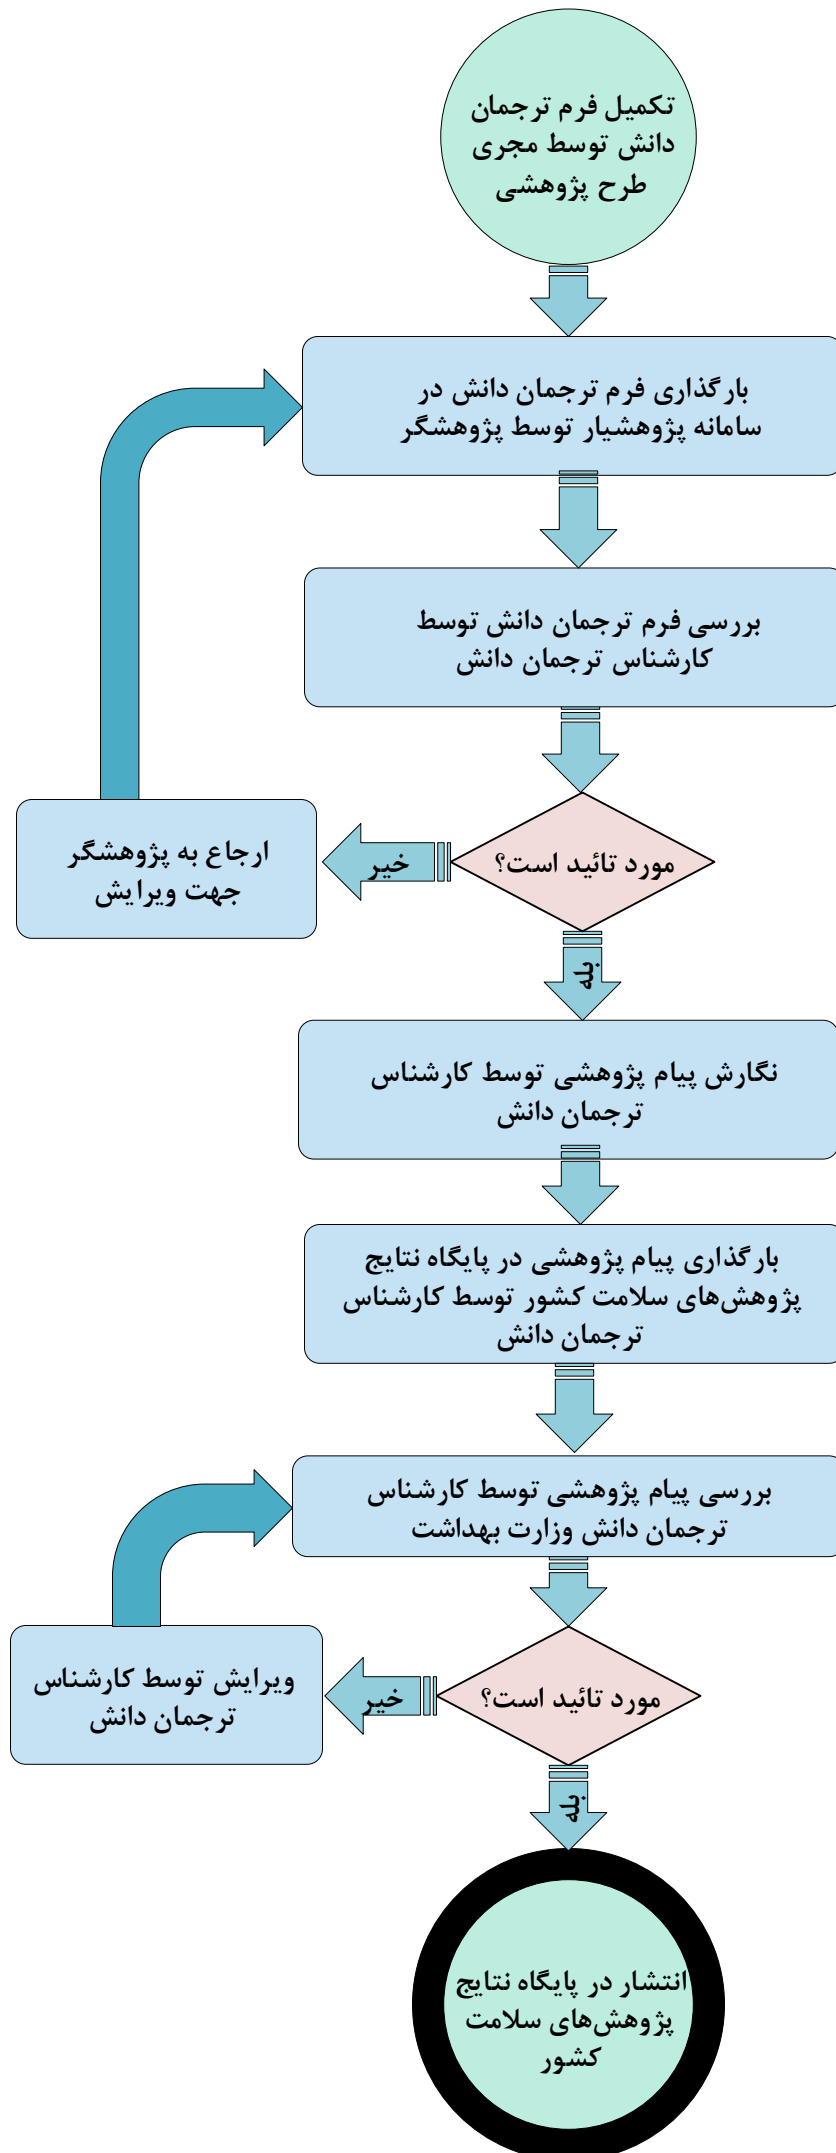 تکمیل فرم ترجمان
دانش توسط مجری
طرح پژوهشی
بارگذاری فرم ترجمان دانش در
سامانه پژوهشیار توسط پژوهشگر
بررسی فرم ترجمان دانش توسط
کارشناس ترجمان دانش
مورد تائید است؟
خیر
ارجاع به پژوهشگر
جهت ویرایش
بله
نگارش پیام پژوهشی توسط کارشناس
ترجمان دانش
بارگذاری پیام پژوهشی در پایگاه نتایج
پژوهش‌های سلامت کشور توسط کارشناس
ترجمان دانش
بررسی پیام پژوهشی توسط کارشناس
ترجمان دانش وزارت بهداشت
مورد تائید است؟
خیر
ویرایش توسط کارشناس
ترجمان دانش
بله
انتشار در پایگاه نتایج
پژوهش‌های سلامت
کشور